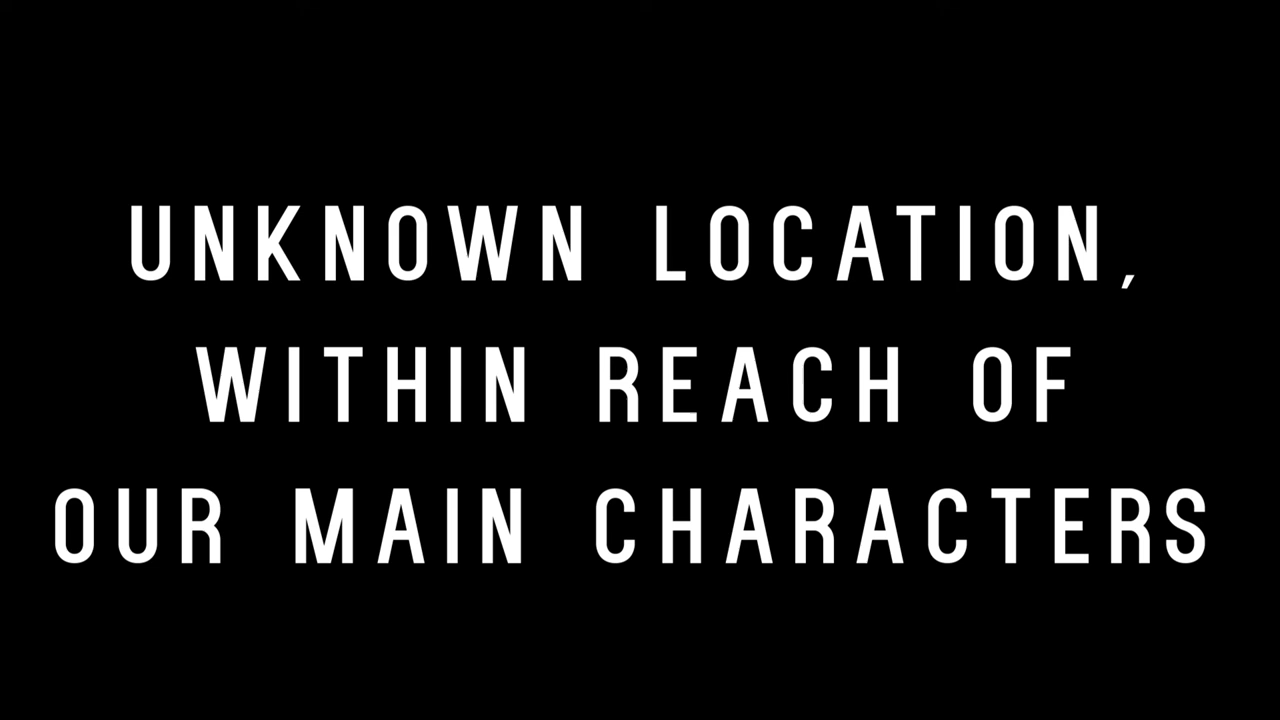 UNKNOWN LOCATION,
WITHIN REACH OF
OUR MAIN CHARACTERS